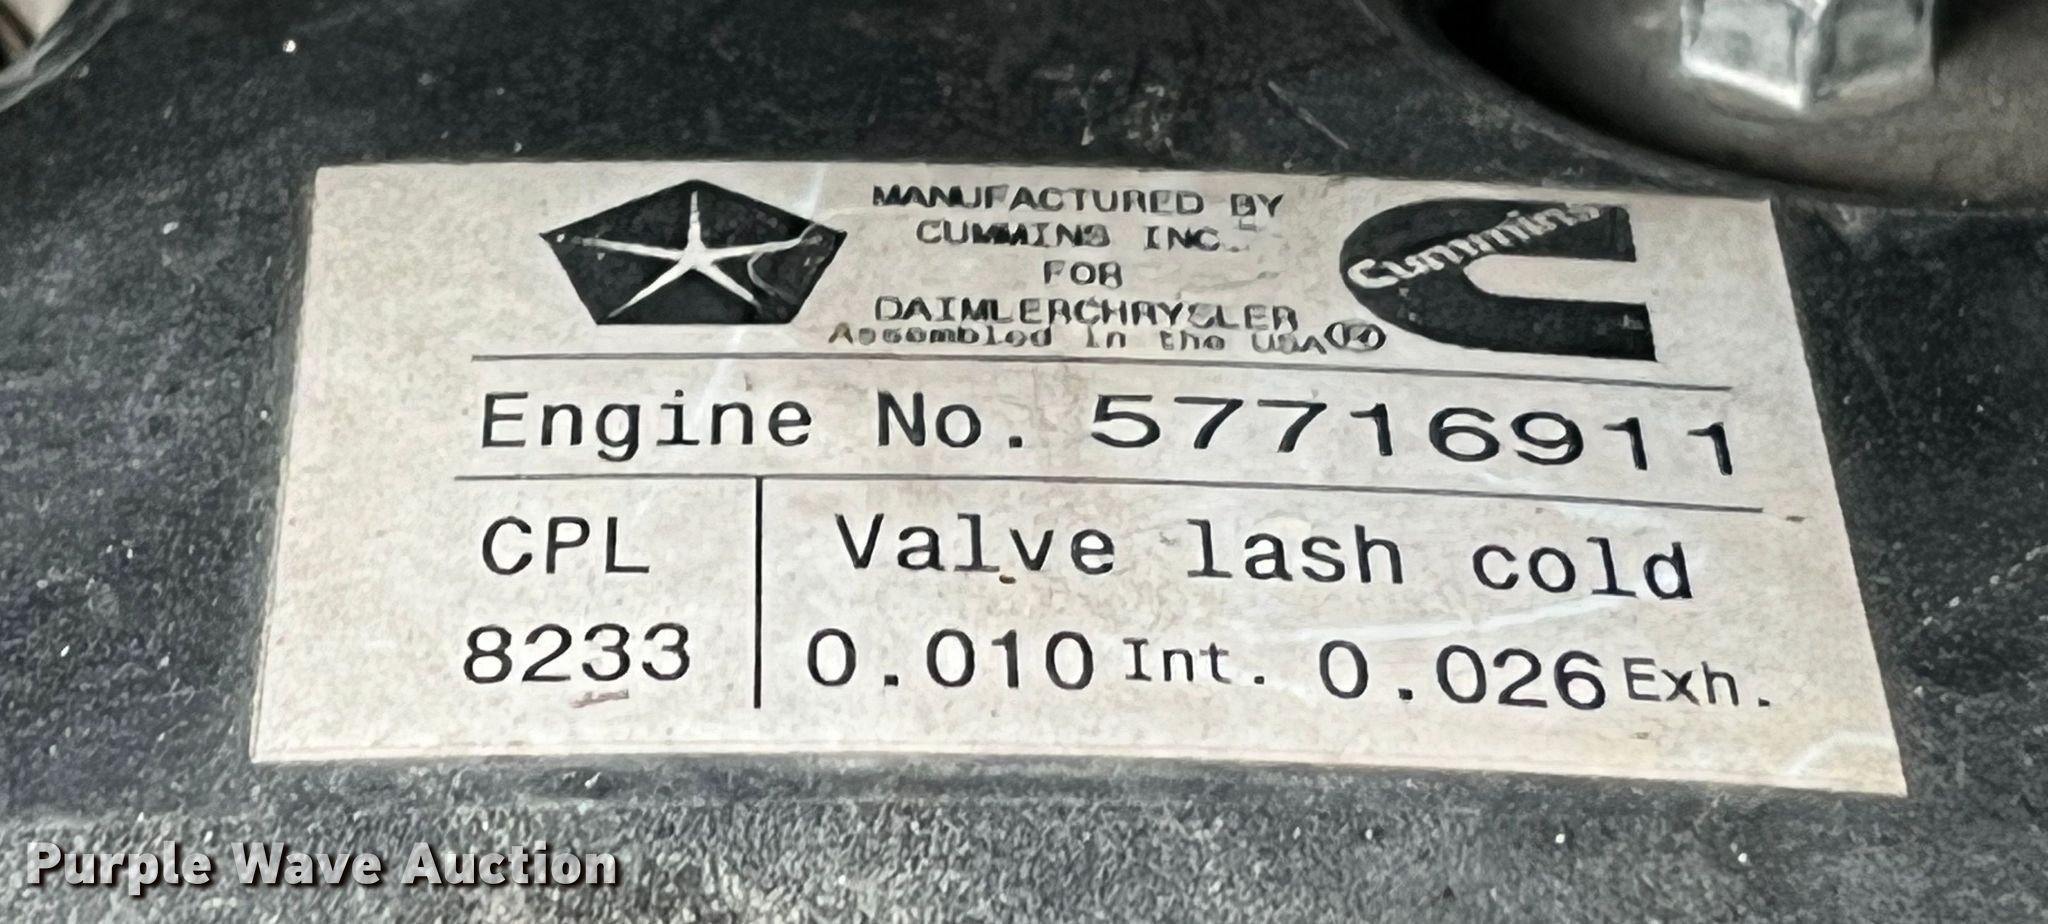 MANUFACTURED BY
CUMMINS INC.
FOR
DAIMLERCHRYSLER
Assembled in the USA
Cummins
Engine No. 57716911
CPL
8233
Valve lash cold
0.010 Int. 0.026 Exh.
Purple Wave Auction